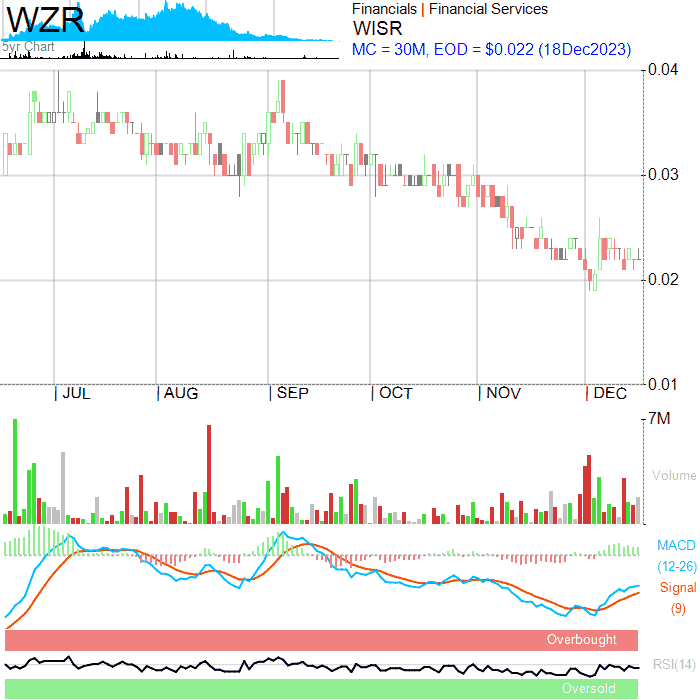 WZR
5yr Chart
Financials | Financial Services
WISR
MC = 30M, EOD = $0.022 (18Dec2023)
0.04
0.03
0.02
0.01
JUL AUG SEP OCT NOV DEC
7M
Volume
MACD
(12-26)
Signal
(9)
Overbought
RSI(14)
Oversold